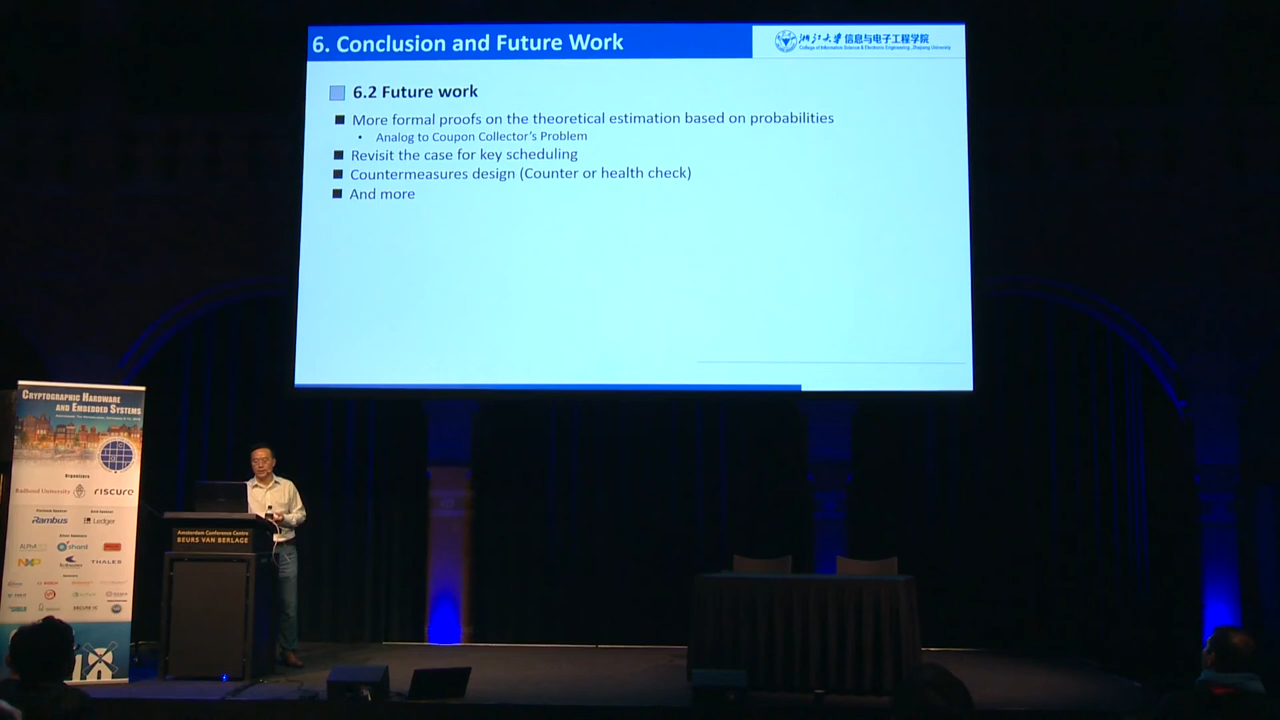 6. Conclusion and Future Work
浙江大学 信息与电子工程学院
College of Information Science & Electronic Engineering, Zhejiang University
6.2 Future work
More formal proofs on the theoretical estimation based on probabilities
Analog to Coupon Collector's Problem
Revisit the case for key scheduling
Countermeasures design (Counter or health check)
And more
CRYPTOGRAPHIC HARDWARE
AND EMBEDDED SYSTEMS
Organizers
Radboud University
riscure
Rambus
Ledger
NXP
THALES
Amsterdam Conference Centre
BEURS VAN BERLAGE